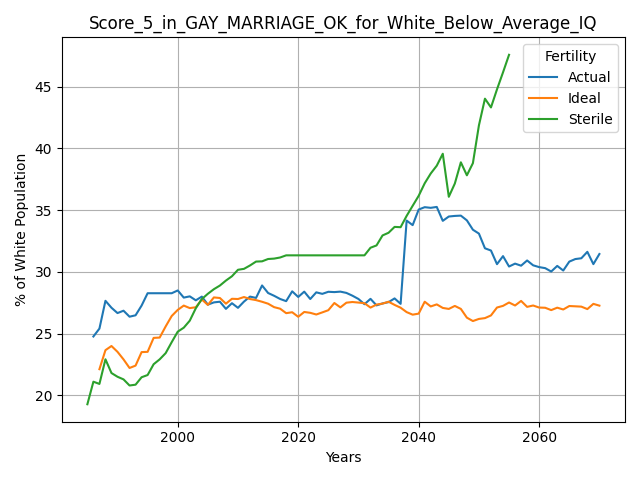 Score_5_in_GAY_MARRIAGE_OK_for_White_Below_Average_IQ
Fertility
Actual
Ideal
Sterile
% of White Population
45
40
35
30
25
20
2000
2020
2040
2060
Years